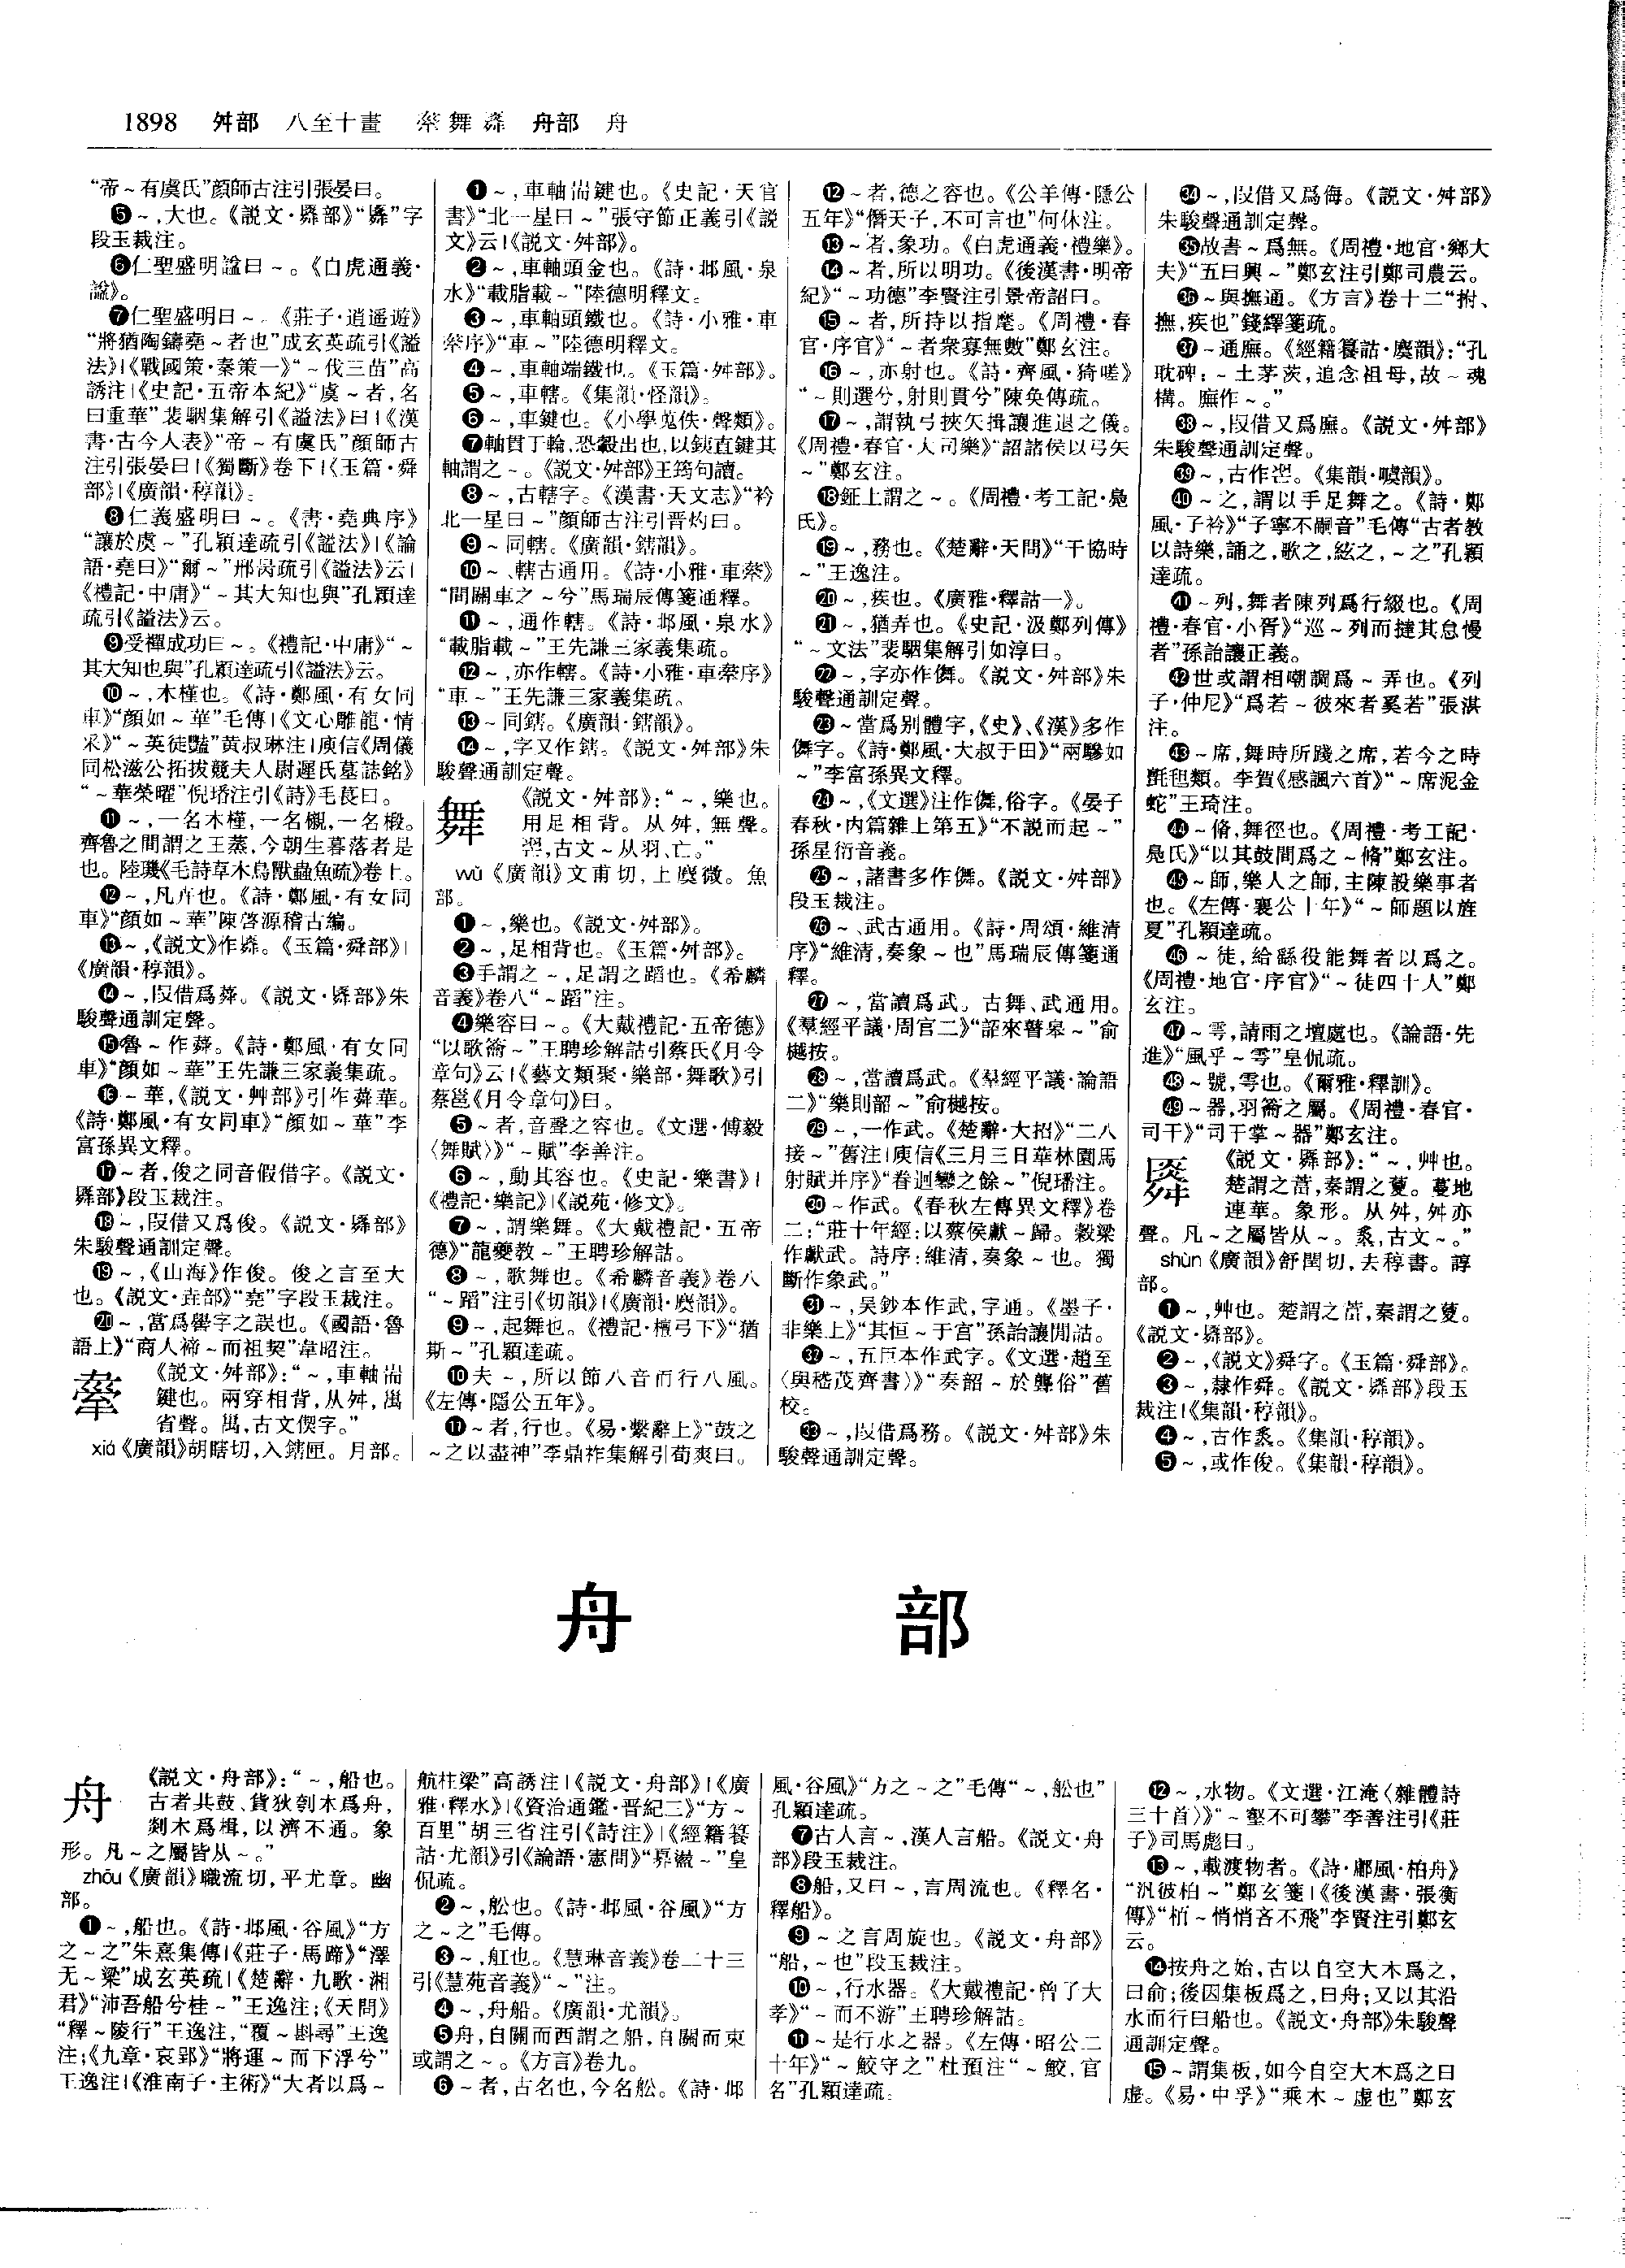 1898 舛部 八至十畫 舝舞䑞 舟部 舟
“帝～有虞氏”顔師古注引張晏曰。
❺～,大也。《説文·䑞部》“䑞”字
段玉裁注。
❻仁聖盛明謚曰～。《白虎通義·
謚》。
❼仁聖盛明曰～。《莊子·逍遥遊》
“將猶陶鑄堯～者也”成玄英疏引《謚
法》|《戰國策·秦策一》“～伐三苗”高
誘注|《史記·五帝本紀》“虞～者,名
曰重華”裴駰集解引《謚法》曰|《漢
書·古今人表》“帝～有虞氏”顔師古
注引張晏曰|《獨斷》卷下|《玉篇·舜
部》|《廣韻·稕韻》。
❽仁義盛明曰～。《書·堯典序》
“讓於虞～”孔穎達疏引《謚法》|《論
語·堯曰》“爾～”邢昺疏引《謚法》云|
《禮記·中庸》“～其大知也與”孔穎達
疏引《謚法》云。
❾受禪成功曰～。《禮記·中庸》“～
其大知也與”孔穎達疏引《謚法》云。
❿～,木槿也。《詩·鄭風·有女同
車》“顔如～華”毛傳|《文心雕龍·情
采》“～英徒豔”黄叔琳注|庾信《周儀
同松滋公拓拔競夫人尉遲氏墓誌銘》
“～華榮曜”倪璠注引《詩》毛萇曰。
⓫～,一名木槿,一名櫬,一名椵。
齊魯之間謂之王蒸,今朝生暮落者是
也。陸璣《毛詩草木鳥獸蟲魚疏》卷上。
⓬～,凡卉也。《詩·鄭風·有女同
車》“顔如～華”陳啓源稽古編。
⓭～,《説文》作䑞。《玉篇·舜部》|
《廣韻·稕韻》。
⓮～,叚借爲蕣。《説文·䑞部》朱
駿聲通訓定聲。
⓯魯～作蕣。《詩·鄭風·有女同
車》“顔如～華”王先謙三家義集疏。
⓰～華,《説文·艸部》引作蕣華。
《詩·鄭風·有女同車》“顔如～華”李
富孫異文釋。
⓱～者,俊之同音假借字。《説文·
䑞部》段玉裁注。
⓲～,叚借又爲俊。《説文·䑞部》
朱駿聲通訓定聲。
⓳～,《山海》作俊。俊之言至大
也。《説文·垚部》“堯”字段玉裁注。
⓴～,當爲嚳字之誤也。《國語·魯
語上》“商人禘～而祖契”韋昭注。
舝 《説文·舛部》:“～,車軸耑
鍵也。兩穿相背,从舛,𥜿
省聲。𥜿,古文偰字。”
xiá《廣韻》胡瞎切,入鎋匣。月部。
❶～,車軸耑鍵也。《史記·天官
書》“北一星曰～”張守節正義引《説
文》云|《説文·舛部》。
❷～,車軸頭金也。《詩·邶風·泉
水》“載脂載～”陸德明釋文。
❸～,車軸頭鐵也。《詩·小雅·車
舝序》“車～”陸德明釋文。
❹～,車軸端鐵也。《玉篇·舛部》。
❺～,車轄。《集韻·怪韻》。
❻～,車鍵也。《小學蒐佚·聲類》。
❼軸貫于輪,恐轂出也,以鐵直鍵其
軸謂之～。《説文·舛部》王筠句讀。
❽～,古轄字。《漢書·天文志》“衿
北一星曰～”顔師古注引晋灼曰。
❾～同轄。《廣韻·鎋韻》。
❿～、轄古通用。《詩·小雅·車舝》
“間關車之～兮”馬瑞辰傳箋通釋。
⓫～,通作轄。《詩·邶風·泉水》
“載脂載～”王先謙三家義集疏。
⓬～,亦作轄。《詩·小雅·車舝序》
“車～”王先謙三家義集疏。
⓭～同鎋。《廣韻·鎋韻》。
⓮～,字又作鎋。《説文·舛部》朱
駿聲通訓定聲。
舞 《説文·舛部》:“～,樂也。
用足相背。从舛,無聲。
𦏶,古文～从羽、亡。”
wǔ《廣韻》文甫切,上麌微。魚
部。
❶～,樂也。《説文·舛部》。
❷～,足相背也。《玉篇·舛部》。
❸手謂之～,足謂之蹈也。《希麟
音義》卷八“～蹈”注。
❹樂容曰～。《大戴禮記·五帝德》
“以歌籥～”王聘珍解詁引蔡氏《月令
章句》云|《藝文類聚·樂部·舞歌》引
蔡邕《月令章句》曰。
❺～者,音聲之容也。《文選·傅毅
〈舞賦〉》“～賦”李善注。
❻～,動其容也。《史記·樂書》|
《禮記·樂記》|《説苑·修文》。
❼～,謂樂舞。《大戴禮記·五帝
德》“龍夔教～”王聘珍解詁。
❽～,歌舞也。《希麟音義》卷八
“～蹈”注引《切韻》|《廣韻·麌韻》。
❾～,起舞也。《禮記·檀弓下》“猶
斯～”孔穎達疏。
❿夫～,所以節八音而行八風。
《左傳·隱公五年》。
⓫～者,行也。《易·繫辭上》“鼓之
～之以盡神”李鼎祚集解引荀爽曰。
⓬～者,德之容也。《公羊傳·隱公
五年》“僭天子,不可言也”何休注。
⓭～者,象功。《白虎通義·禮樂》。
⓮～者,所以明功。《後漢書·明帝
紀》“～功德”李賢注引景帝詔曰。
⓯～者,所持以指麾。《周禮·春
官·序官》“～者衆寡無數”鄭玄注。
⓰～,亦射也。《詩·齊風·猗嗟》
“～則選兮,射則貫兮”陳奂傳疏。
⓱～,謂執弓挾矢揖讓進退之儀。
《周禮·春官·大司樂》“詔諸侯以弓矢
～”鄭玄注。
⓲鉦上謂之～。《周禮·考工記·鳧
氏》。
⓳～,務也。《楚辭·天問》“干協時
～”王逸注。
⓴～,疾也。《廣雅·釋詁一》。
㉑～,猶弄也。《史記·汲鄭列傳》
“～文法”裴駰集解引如淳曰。
㉒～,字亦作儛。《説文·舛部》朱
駿聲通訓定聲。
㉓～當爲别體字,《史》、《漢》多作
儛字。《詩·鄭風·大叔于田》“兩驂如
～”李富孫異文釋。
㉔～,《文選》注作儛,俗字。《晏子
春秋·内篇雜上第五》“不説而起～”
孫星衍音義。
㉕～,諸書多作儛。《説文·舛部》
段玉裁注。
㉖～、武古通用。《詩·周頌·維清
序》“維清,奏象～也”馬瑞辰傳箋通
釋。
㉗～,當讀爲武。古舞、武通用。
《羣經平議·周官二》“詔來瞽皋～”俞
樾按。
㉘～,當讀爲武。《羣經平議·論語
二》“樂則韶～”俞樾按。
㉙～,一作武。《楚辭·大招》“二八
接～”舊注|庾信《三月三日華林園馬
射賦并序》“眷迴鑾之餘～”倪璠注。
㉚～作武。《春秋左傳異文釋》卷
二:“莊十年經:以蔡侯獻～歸。穀梁
作獻武。詩序:維清,奏象～也。獨
斷作象武。”
㉛～,吴鈔本作武,字通。《墨子·
非樂上》“其恒～于宫”孫詒讓閒詁。
㉜～,五臣本作武字。《文選·趙至
〈與嵇茂齊書〉》“奏韶～於聾俗”舊
校。
㉝～,叚借爲務。《説文·舛部》朱
駿聲通訓定聲。
㉞～,叚借又爲侮。《説文·舛部》
朱駿聲通訓定聲。
㉟故書～爲無。《周禮·地官·鄉大
夫》“五曰興～”鄭玄注引鄭司農云。
㊱～與撫通。《方言》卷十二“拊、
撫,疾也”錢繹箋疏。
㊲～通廡。《經籍籑詁·麌韻》:“孔
耽碑:～土茅茨,追念祖母,故～魂
構。廡作～。”
㊳～,叚借又爲廡。《説文·舛部》
朱駿聲通訓定聲。
㊴～,古作𦏶。《集韻·噳韻》。
㊵～之,謂以手足舞之。《詩·鄭
風·子衿》“子寧不嗣音”毛傳“古者教
以詩樂,誦之,歌之,絃之,～之”孔穎
達疏。
㊶～列,舞者陳列爲行綴也。《周
禮·春官·小胥》“巡～列而撻其怠慢
者”孫詒讓正義。
㊷世或謂相嘲調爲～弄也。《列
子·仲尼》“爲若～彼來者奚若”張湛
注。
㊸～席,舞時所踐之席,若今之時
氍毹類。李賀《感諷六首》“～席泥金
蛇”王琦注。
㊹～脩,舞徑也。《周禮·考工記·
鳧氏》“以其鼓間爲之～脩”鄭玄注。
㊺～師,樂人之師,主陳設樂事者
也。《左傳·襄公十年》“～師題以旌
夏”孔穎達疏。
㊻～徒,給繇役能舞者以爲之。
《周禮·地官·序官》“～徒四十人”鄭
玄注。
㊼～雩,請雨之壇處也。《論語·先
進》“風乎～雩”皇侃疏。
㊽～號,雩也。《爾雅·釋訓》。
㊾～器,羽籥之屬。《周禮·春官·
司干》“司干掌～器”鄭玄注。
䑞 《説文·䑞部》:“～,艸也。
楚謂之葍,秦謂之藑。蔓地
連華。象形。从舛,舛亦
聲。凡～之屬皆从～。𡐩,古文～。”
shùn《廣韻》舒閏切,去稕書。諄
部。
❶～,艸也。楚謂之葍,秦謂之藑。
《説文·䑞部》。
❷～,《説文》舜字。《玉篇·舜部》。
❸～,隸作舜。《説文·䑞部》段玉
裁注|《集韻·稕韻》。
❹～,古作𡐩。《集韻·稕韻》。
❺～,或作俊。《集韻·稕韻》。
舟 部
舟 《説文·舟部》:“～,船也。
古者共鼓、貨狄刳木爲舟,
剡木爲楫,以濟不通。象
形。凡～之屬皆从～。”
zhōu《廣韻》職流切,平尤章。幽
部。
❶～,船也。《詩·邶風·谷風》“方
之～之”朱熹集傳|《莊子·馬蹄》“澤
无～梁”成玄英疏|《楚辭·九歌·湘
君》“沛吾船兮桂～”王逸注;《天問》
“釋～陵行”王逸注,“覆～斟尋”王逸
注;《九章·哀郢》“將運～而下浮兮”
王逸注|《淮南子·主術》“大者以爲～
航柱梁”高誘注|《説文·舟部》|《廣
雅·釋水》|《資治通鑑·晋紀二》“方～
百里”胡三省注引《詩注》|《經籍籑
詁·尤韻》引《論語·憲問》“奡盪～”皇
侃疏。
❷～,舩也。《詩·邶風·谷風》“方
之～之”毛傳。
❸～,舡也。《慧琳音義》卷二十三
引《慧苑音義》“～”注。
❹～,舟船。《廣韻·尤韻》。
❺舟,自關而西謂之船,自關而東
或謂之～。《方言》卷九。
❻～者,古名也,今名舩。《詩·邶
風·谷風》“方之～之”毛傳“～,舩也”
孔穎達疏。
❼古人言～,漢人言船。《説文·舟
部》段玉裁注。
❽船,又曰～,言周流也。《釋名·
釋船》。
❾～之言周旋也。《説文·舟部》
“船,～也”段玉裁注。
❿～,行水器。《大戴禮記·曾子大
孝》“～而不游”王聘珍解詁。
⓫～是行水之器。《左傳·昭公二
十年》“～鮫守之”杜預注“～鮫,官
名”孔穎達疏。
⓬～,水物。《文選·江淹〈雜體詩
三十首〉》“～壑不可攀”李善注引《莊
子》司馬彪曰。
⓭～,載渡物者。《詩·鄘風·柏舟》
“汎彼柏～”鄭玄箋|《後漢書·張衡
傳》“栢～悄悄吝不飛”李賢注引鄭玄
云。
⓮按舟之始,古以自空大木爲之,
曰俞;後因集板爲之,曰舟;又以其沿
水而行曰船也。《説文·舟部》朱駿聲
通訓定聲。
⓯～謂集板,如今自空大木爲之曰
虚。《易·中孚》“乘木～虚也”鄭玄